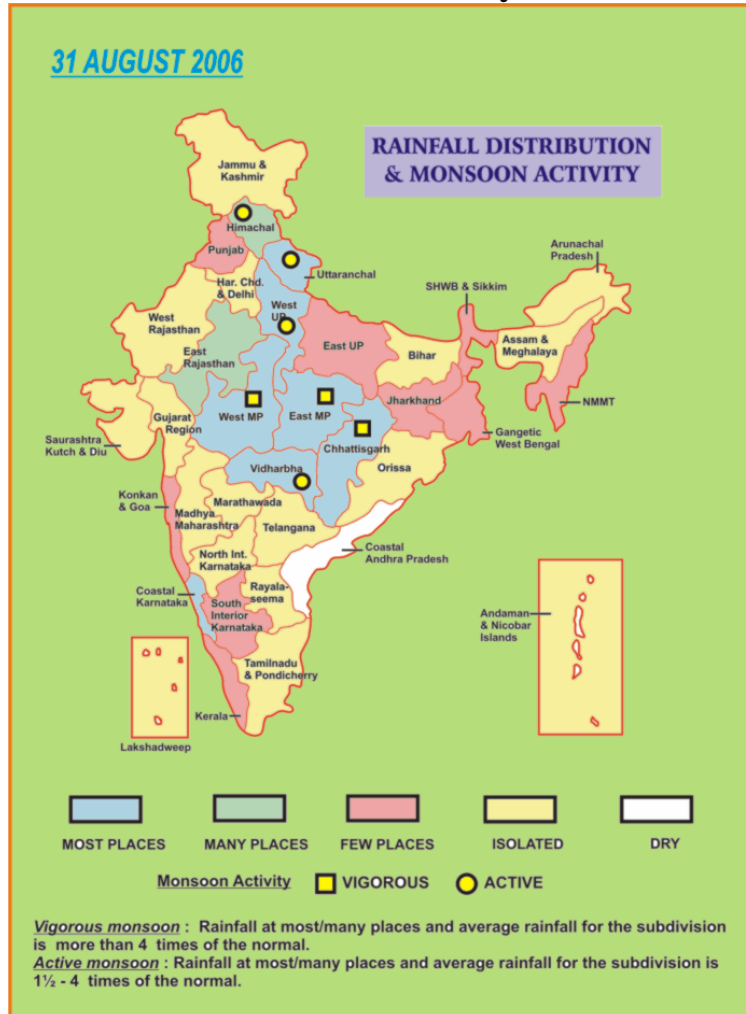 31 AUGUST 2006
RAINFALL DISTRIBUTION
& MONSOON ACTIVITY
Jammu &
Kashmir
Himachal
Punjab
Uttaranchal
Har. Chd.
& Delhi
West
UP
Arunachal
Pradesh
SHWB & Sikkim
West
Rajasthan
East
Rajasthan
East UP
Bihar
Assam &
Meghalaya
Jharkhand
NMMT
Gujarat
Region
West MP
East MP
Saurashtra
Kutch & Diu
Chhattisgarh
Gangetic
West Bengal
Vidharbha
Orissa
Konkan
& Goa
Marathawada
Madhya
Maharashtra
Telangana
Coastal
Andhra Pradesh
North Int.
Karnataka
Coastal
Karnataka
Rayala-
seema
South
Interior
Karnataka
Andaman
& Nicobar
Islands
Tamilnadu
& Pondicherry
Kerala
Lakshadweep
MOST PLACES MANY PLACES FEW PLACES ISOLATED DRY
Monsoon Activity VIGOROUS ACTIVE
Vigorous monsoon : Rainfall at most/many places and average rainfall for the subdivision
is more than 4 times of the normal.
Active monsoon : Rainfall at most/many places and average rainfall for the subdivision is
1½ - 4 times of the normal.